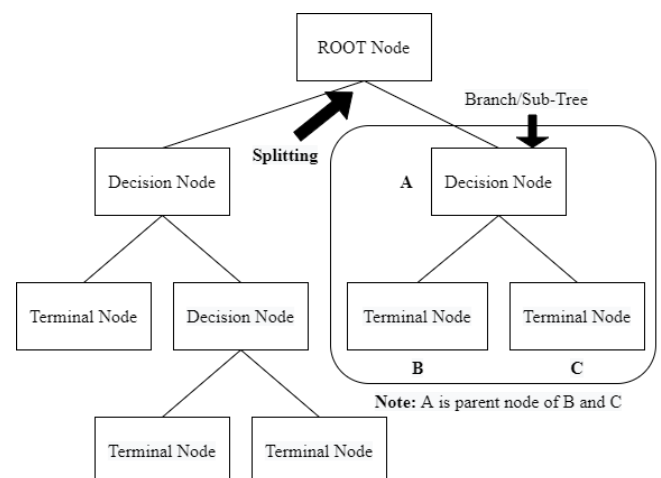 ROOT Node
Branch/Sub-Tree
Splitting
Decision Node
A
Decision Node
Terminal Node
Decision Node
Terminal Node
Terminal Node
B
C
Note: A is parent node of B and C
Terminal Node
Terminal Node